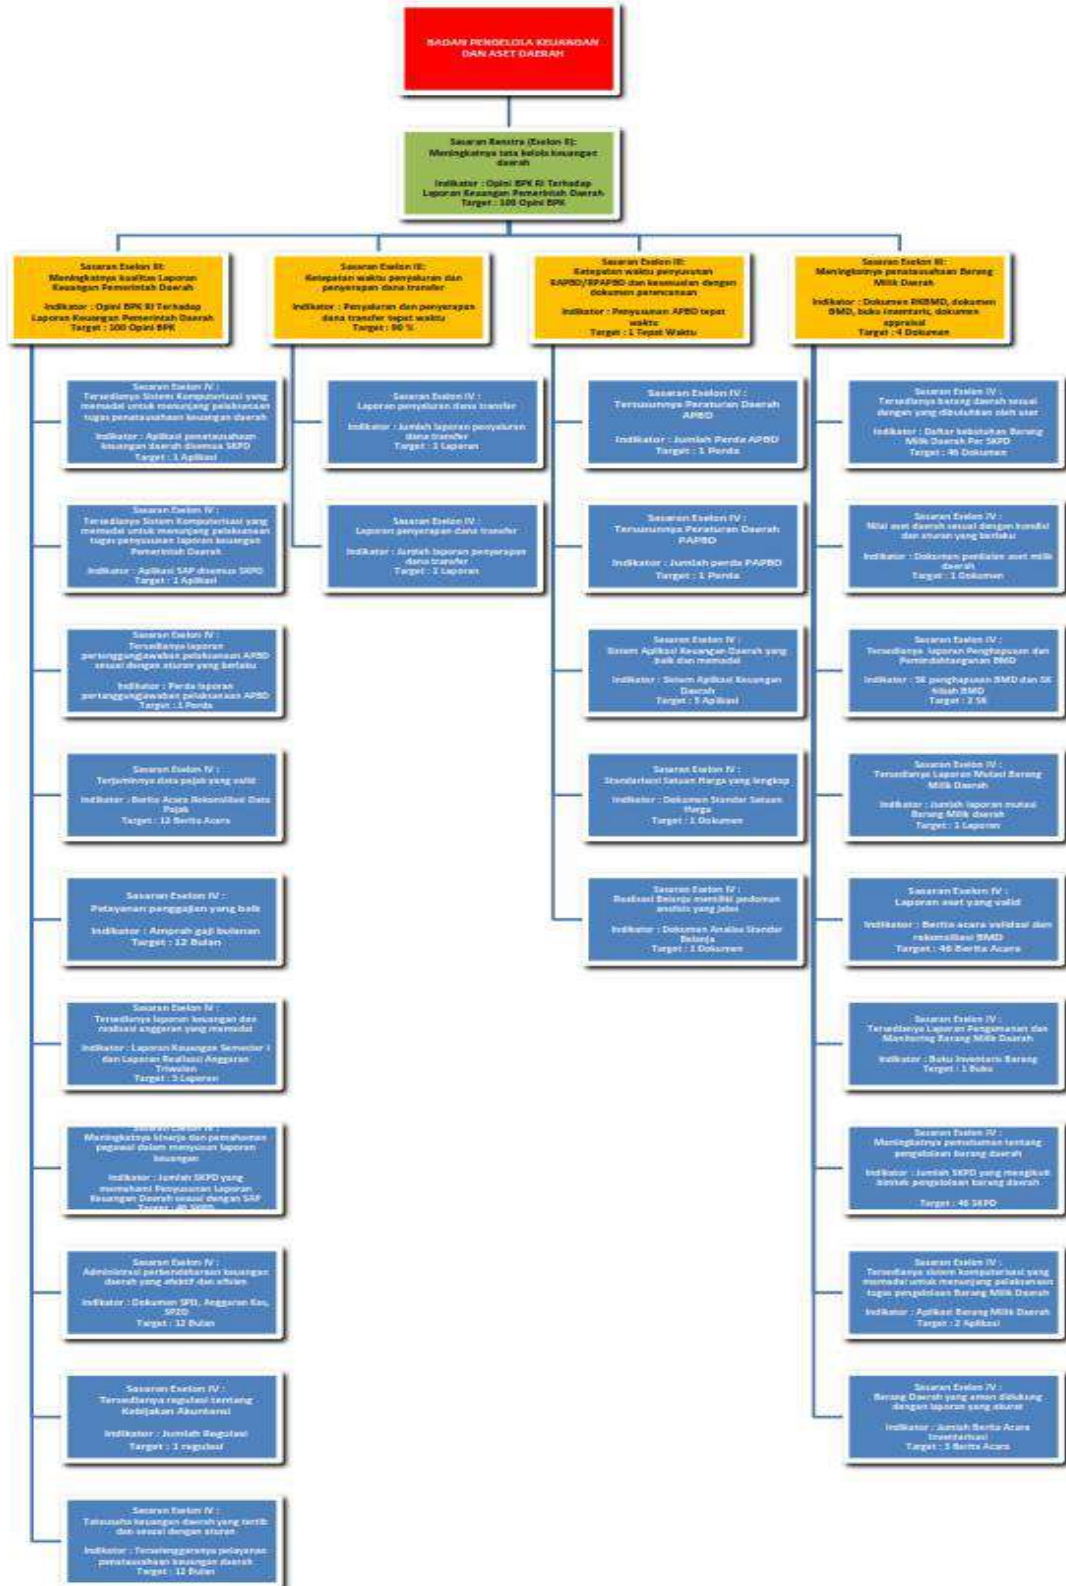 BADAN PENGELOLA KEUANGAN
DAN ASET DAERAH
Sasaran Renstra (Eselon II):
Meningkatnya tata kelola keuangan
daerah
Indikator : Opini BPK RI Terhadap
Laporan Keuangan Pemerintah Daerah
Target : 100 Opini BPK
Sasaran Eselon III:
Meningkatnya kualitas Laporan
Keuangan Pemerintah Daerah
Indikator : Opini BPK RI Terhadap
Laporan Keuangan Pemerintah Daerah
Target : 100 Opini BPK
Sasaran Eselon IV :
Tersedianya Sistem Komputerisasi yang
memadai untuk menunjang pelaksanaan
tugas penatausahaan keuangan daerah
Indikator : Aplikasi penatausahaan
keuangan daerah disemua SKPD
Target : 1 Aplikasi
Sasaran Eselon IV :
Tersedianya Sistem Komputerisasi yang
memadai untuk menunjang pelaksanaan
tugas penyusunan laporan keuangan
Pemerintah Daerah
Indikator : Aplikasi SAP disemua SKPD
Target : 1 Aplikasi
Sasaran Eselon IV :
Tersedianya laporan
pertanggungjawaban pelaksanaan APBD
sesuai dengan aturan yang berlaku
Indikator : Perda laporan
pertanggungjawaban pelaksanaan APBD
Target : 1 Perda
Sasaran Eselon IV :
Terjaminnya data pajak yang valid
Indikator : Berita Acara Rekonsiliasi Data
Pajak
Target : 12 Berita Acara
Sasaran Eselon IV :
Pelayanan penggajian yang baik
Indikator : Amprah gaji bulanan
Target : 12 Bulan
Sasaran Eselon IV :
Tersedianya laporan keuangan dan
realisasi anggaran yang memadai
Indikator : Laporan Keuangan Semester I
dan Laporan Realisasi Anggaran
Triwulan
Target : 5 Laporan
Sasaran Eselon IV :
Meningkatnya kinerja dan pemahaman
pegawai dalam menyusun laporan
keuangan
Indikator : Jumlah SKPD yang
memahami Penyusunan Laporan
Keuangan Daerah sesuai dengan SAP
Target : 46 SKPD
Sasaran Eselon IV :
Administrasi perbendaharaan keuangan
daerah yang efektif dan efisien
Indikator : Dokumen SPD, Anggaran Kas,
SP2D
Target : 12 Bulan
Sasaran Eselon IV :
Tersedianya regulasi tentang
Kebijakan Akuntansi
Indikator : Jumlah Regulasi
Target : 1 regulasi
Sasaran Eselon IV :
Tatausaha keuangan daerah yang tertib
dan sesuai dengan aturan
Indikator : Terselenggaranya pelayanan
penatausahaan keuangan daerah
Target : 12 Bulan
Sasaran Eselon III:
Ketepatan waktu penyaluran dan
penyerapan dana transfer
Indikator : Penyaluran dan penyerapan
dana transfer tepat waktu
Target : 90 %
Sasaran Eselon IV :
Laporan penyaluran dana transfer
Indikator : Jumlah laporan penyaluran
dana transfer
Laporan
Sasaran Eselon IV :
Laporan penyerapan dana transfer
Indikator : Jumlah laporan penyerapan
dana transfer
Laporan
Sasaran Eselon III:
Ketepatan waktu penyusunan
RAPBD/RPAPBD dan kesesuaian dengan
dokumen perencanaan
Indikator : Penyusunan APBD tepat
waktu
Target : 1 Tepat Waktu
Sasaran Eselon IV :
Tersusunnya Peraturan Daerah
APBD
Indikator : Jumlah Perda APBD
Target : 1 Perda
Sasaran Eselon IV :
Tersusunnya Peraturan Daerah
PAPBD
Indikator : Jumlah perda PAPBD
Target : 1 Perda
Sasaran Eselon IV :
Sistem Aplikasi Keuangan Daerah yang
baik dan memadai
Indikator : Sistem Aplikasi Keuangan
Daerah
Target : 5 Aplikasi
Sasaran Eselon IV :
Standarisasi Satuan Harga yang lengkap
Indikator : Dokumen Standar Satuan
Harga
Target : 1 Dokumen
Sasaran Eselon IV :
Realisasi Belanja memiliki pedoman
analisis yang jelas
Indikator : Dokumen Analisa Standar
Belanja
Target : 1 Dokumen
Sasaran Eselon III:
Meningkatnya penatausahaan Barang
Milik Daerah
Indikator : Dokumen RKBMD, dokumen
BMD, buku inventaris, dokumen
appraisal
Target : 4 Dokumen
Sasaran Eselon IV :
Tersedianya barang daerah sesuai
dengan yang dibutuhkan oleh user
Indikator : Daftar kebutuhan Barang
Milik Daerah Per SKPD
Target : 46 Dokumen
Sasaran Eselon IV :
Nilai aset daerah sesuai dengan kondisi
dan aturan yang berlaku
Indikator : Dokumen penilaian aset milik
daerah
Target : 1 Dokumen
Sasaran Eselon IV :
Tersedianya laporan Penghapusan dan
Pemindahtanganan BMD
Indikator : SK penghapusan BMD dan SK
hibah BMD
Target : 2 SK
Sasaran Eselon IV :
Tersedianya Laporan Mutasi Barang
Milik Daerah
Indikator : Jumlah laporan mutasi
Barang Milik daerah
Target : 1 Laporan
Sasaran Eselon IV :
Laporan aset yang valid
Indikator : Berita acara validasi dan
rekonsiliasi BMD
Target : 46 Berita Acara
Sasaran Eselon IV :
Tersedianya Laporan Pengamanan dan
Monitoring Barang Milik Daerah
Indikator : Buku Inventaris Barang
Target : 1 Buku
Sasaran Eselon IV :
Meningkatnya pemahaman tentang
pengelolaan barang daerah
Indikator : Jumlah SKPD yang mengikuti
bimtek pengelolaan barang daerah
Target : 46 SKPD
Sasaran Eselon IV :
Tersedianya sistem komputerisasi yang
memadai untuk menunjang pelaksanaan
tugas pengelolaan Barang Milik Daerah
Indikator : Aplikasi Barang Milik Daerah
Target : 2 Aplikasi
Sasaran Eselon IV :
Barang Daerah yang aman didukung
dengan laporan yang akurat
Indikator : Jumlah Berita Acara
Inventarisasi
Target : 3 Berita Acara